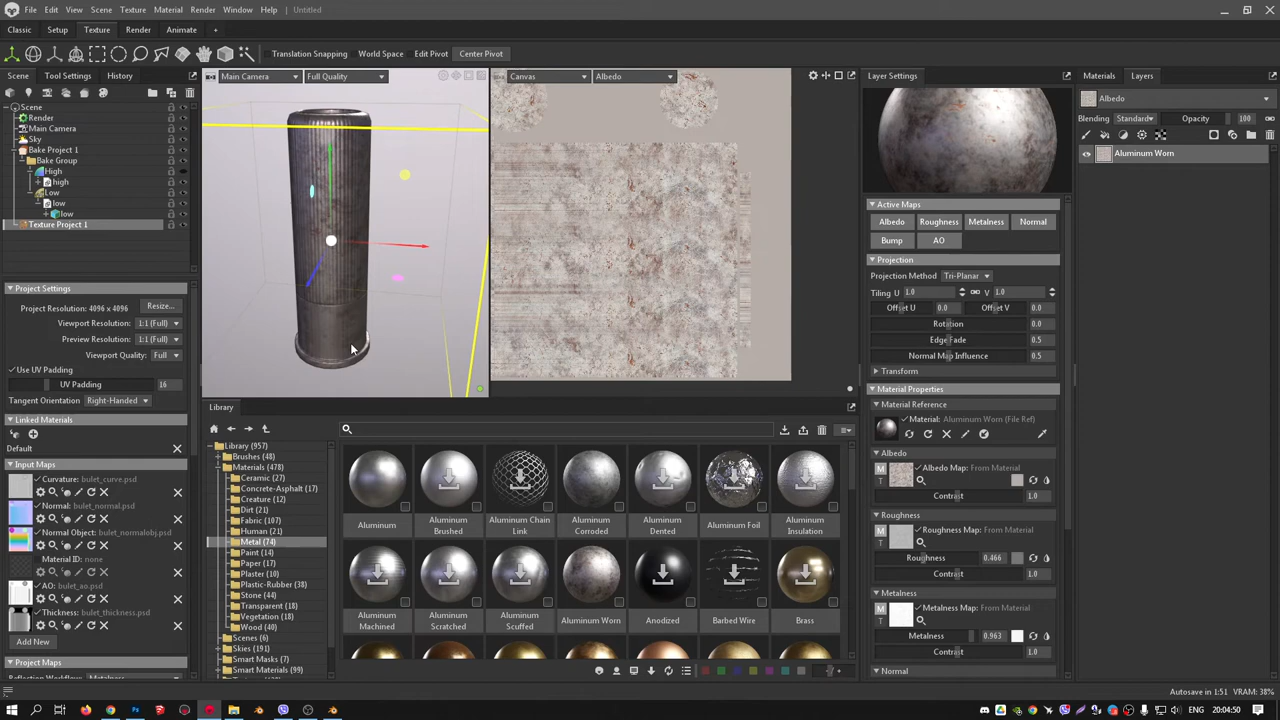 File Edit View Scene Texture Material Render Window Help Untitled
Classic Setup Texture Render Animate +
Translation Snapping World Space Edit Pivot Center Pivot
Scene Tool Settings History
Main Camera Full Quality
Canvas Albedo
Layer Settings
Materials Layers
Scene
Render
Main Camera
Sky
Bake Project 1
Bake Group
High
high
Low
low
low
Texture Project 1
Albedo
Blending Standard Opacity 100
Aluminum Worn
Project Settings
Project Resolution: 4096 x 4096 Resize...
Viewport Resolution: 1:1 (Full)
Preview Resolution: 1:1 (Full)
Viewport Quality: Full
Use UV Padding
UV Padding 16
Tangent Orientation Right-Handed
Linked Materials
Default
Input Maps
Curvature: bulet_curve.psd
Normal: bulet_normal.psd
Normal Object: bulet_normalobj.psd
Material ID: none
AO: bulet_ao.psd
Thickness: bulet_thickness.psd
Add New
Project Maps
Reflection Workflow: Metalness
Library
Library (957)
Brushes (48)
Materials (478)
Ceramic (27)
Concrete-Asphalt (17)
Creature (12)
Dirt (21)
Fabric (107)
Human (21)
Metal (74)
Paint (14)
Paper (17)
Plaster (10)
Plastic-Rubber (38)
Stone (44)
Transparent (18)
Vegetation (18)
Wood (40)
Scenes (6)
Skies (191)
Smart Masks (7)
Smart Materials (99)
Aluminum
Aluminum Brushed
Aluminum Chain Link
Aluminum Corroded
Aluminum Dented
Aluminum Foil
Aluminum Insulation
Aluminum Machined
Aluminum Scratched
Aluminum Scuffed
Aluminum Worn
Anodized
Barbed Wire
Brass
Active Maps
Albedo Roughness Metalness Normal
Bump AO
Projection
Projection Method Tri-Planar
Tiling U 1.0 V 1.0
Offset U 0.0 Offset V 0.0
Rotation 0.0
Edge Fade 0.5
Normal Map Influence 0.5
Transform
Material Properties
Material Reference
Material: Aluminum Worn (File Ref)
Albedo
M Albedo Map: From Material
T
Contrast 1.0
Roughness
M Roughness Map: From Material
T
Roughness 0.466
Contrast 1.0
Metalness
M Metalness Map: From Material
T
Metalness 0.963
Contrast 1.0
Normal
Autosave in 1:51 VRAM: 38%
ENG 20:04:50